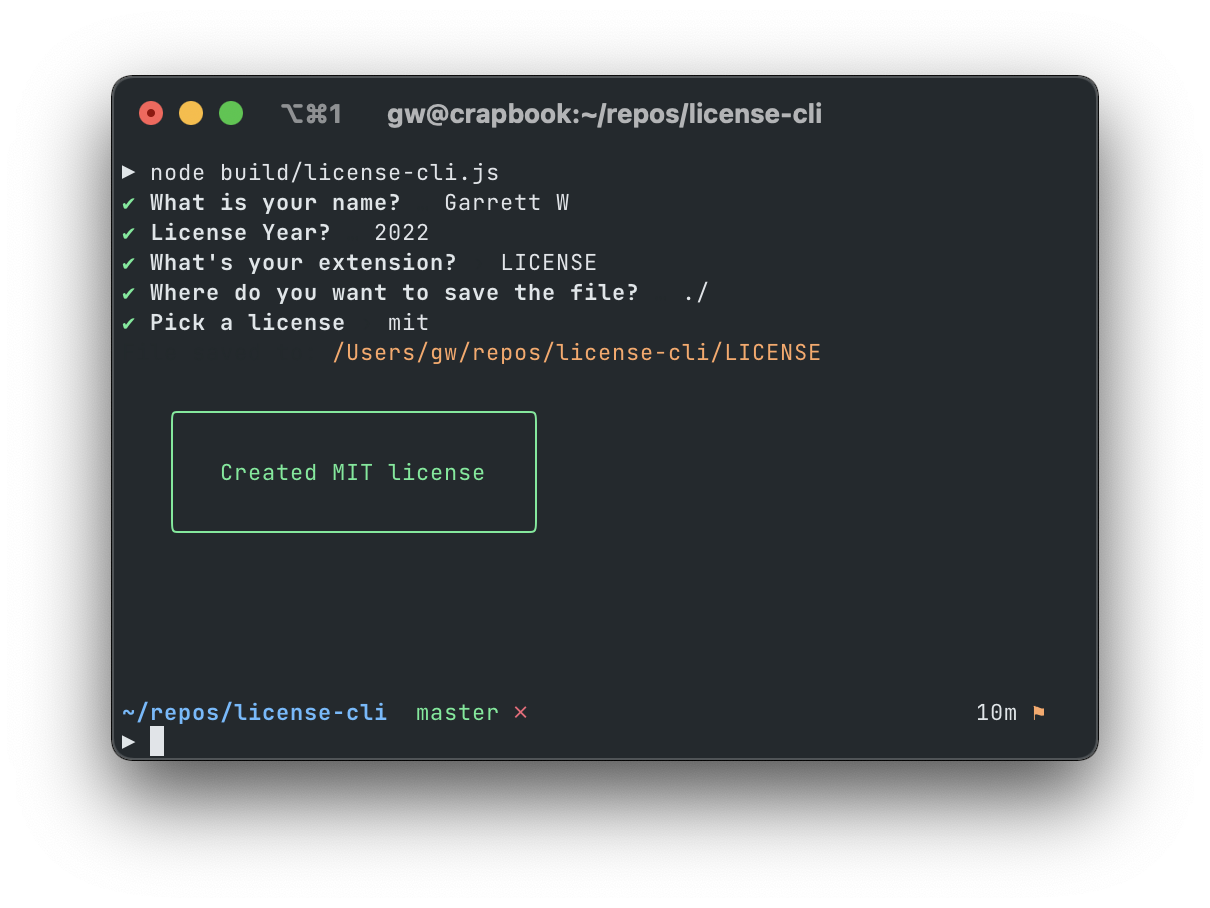 ⌥⌘1 gw@crapbook:~/repos/license-cli
▶ node build/license-cli.js
✔ What is your name? Garrett W
✔ License Year? 2022
✔ What's your extension? LICENSE
✔ Where do you want to save the file? ./
✔ Pick a license mit
/Users/gw/repos/license-cli/LICENSE
Created MIT license
~/repos/license-cli master × 10m ⚑
▶